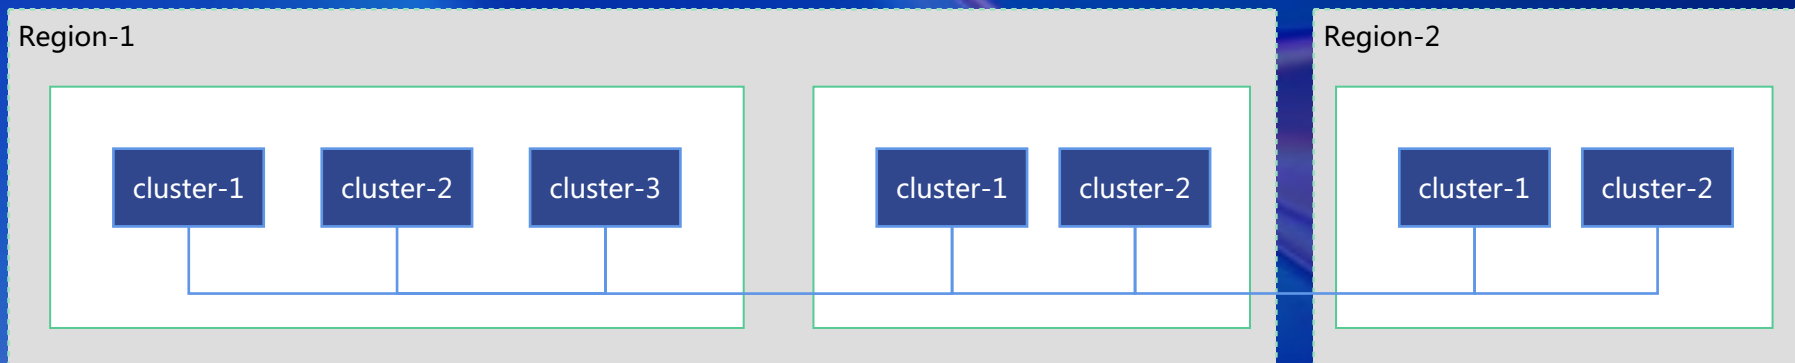 Region-1
Region-2
cluster-1
cluster-2
cluster-3
cluster-1
cluster-2
cluster-1
cluster-2